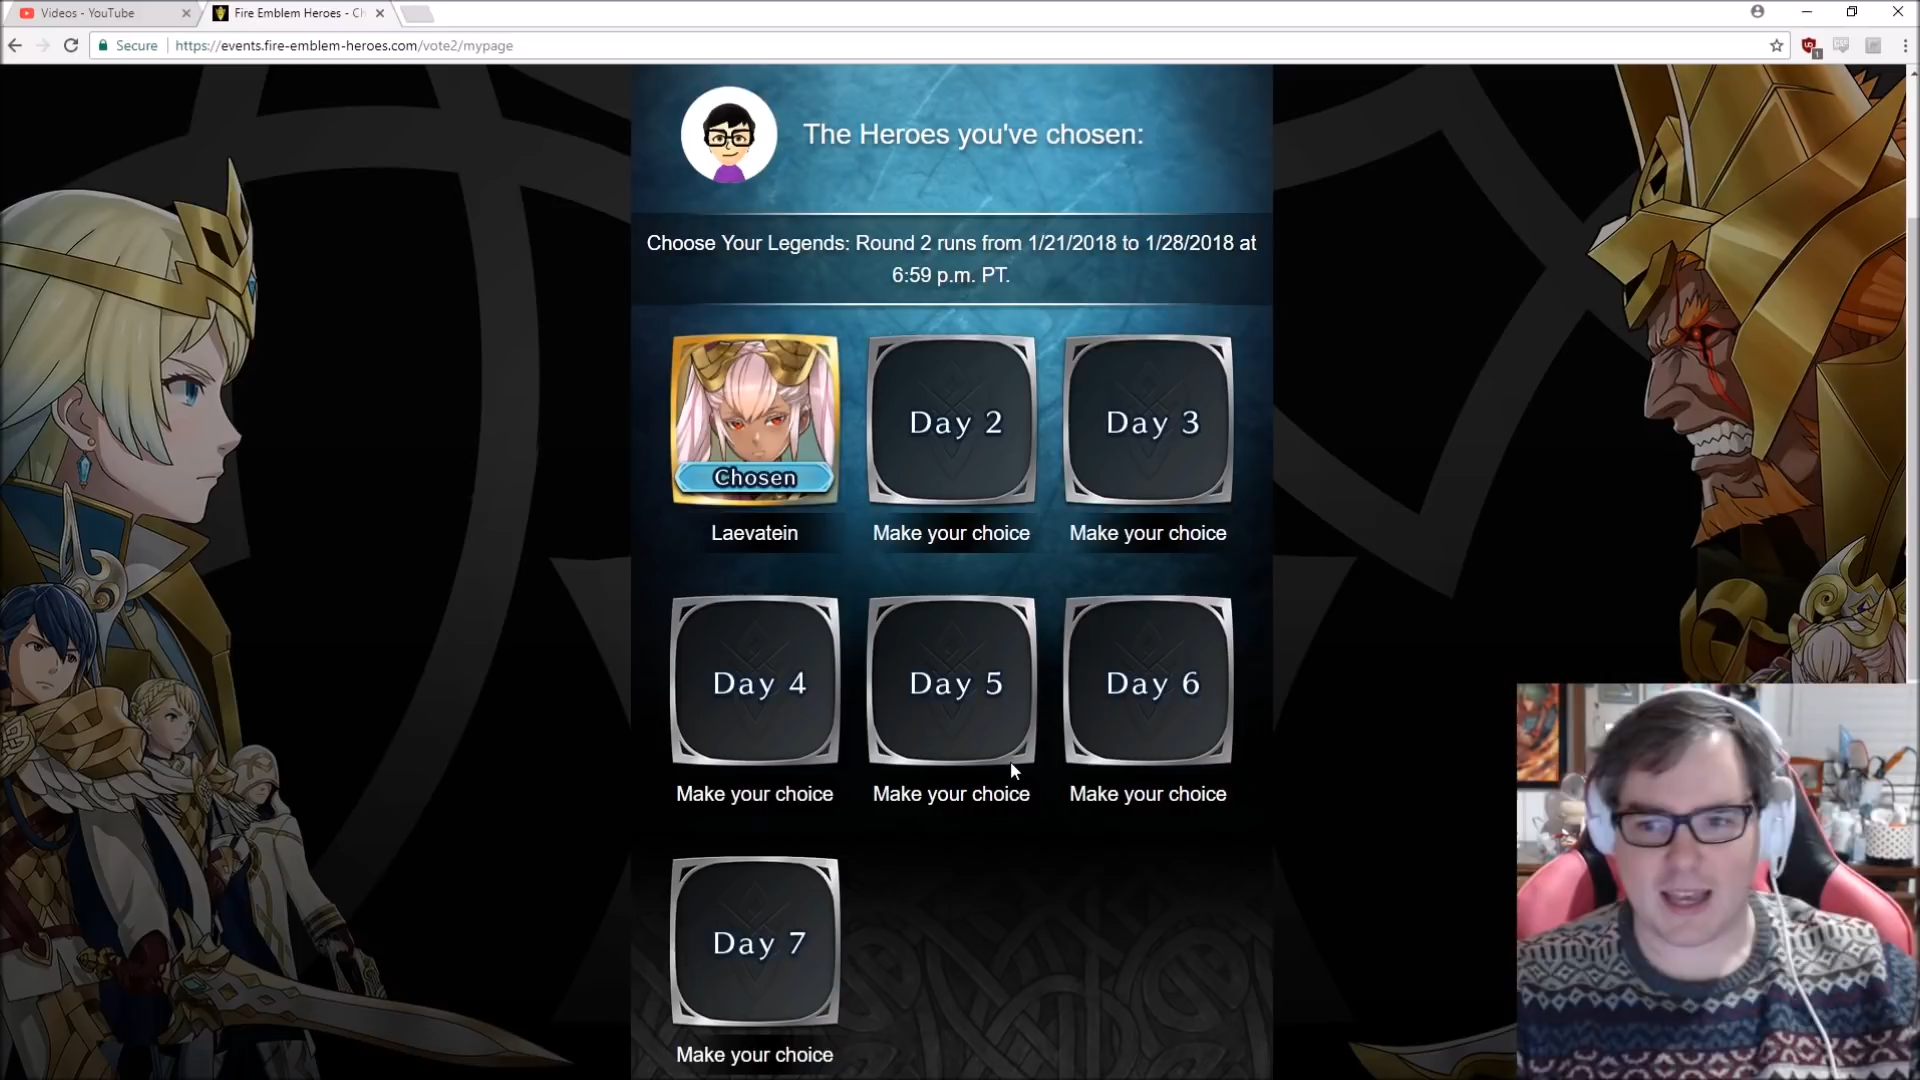 Videos - YouTube
Fire Emblem Heroes - Ch
Secure
https://events.fire-emblem-heroes.com/vote2/mypage
The Heroes you've chosen:
Choose Your Legends: Round 2 runs from 1/21/2018 to 1/28/2018 at
6:59 p.m. PT.
Chosen
Day 2
Day 3
Laevatein
Make your choice
Make your choice
Day 4
Day 5
Day 6
Make your choice
Make your choice
Make your choice
Day 7
Make your choice